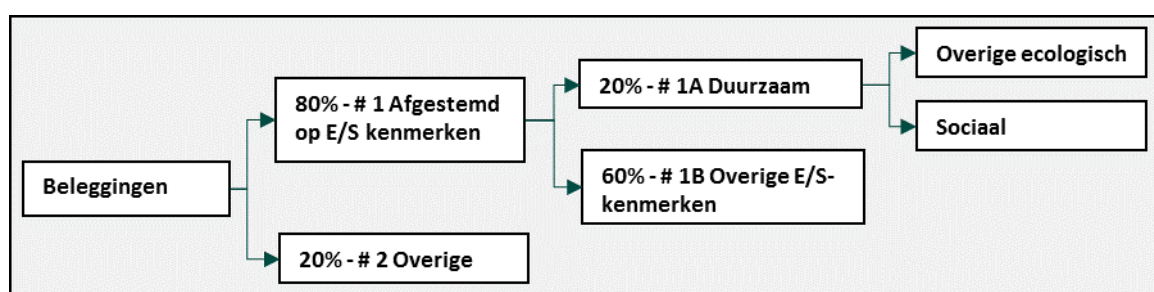 Beleggingen
80% - # 1 Afgestemd
op E/S kenmerken
20% - # 2 Overige
20% - # 1A Duurzaam
60% - # 1B Overige E/S-
kenmerken
Overige ecologisch
Sociaal